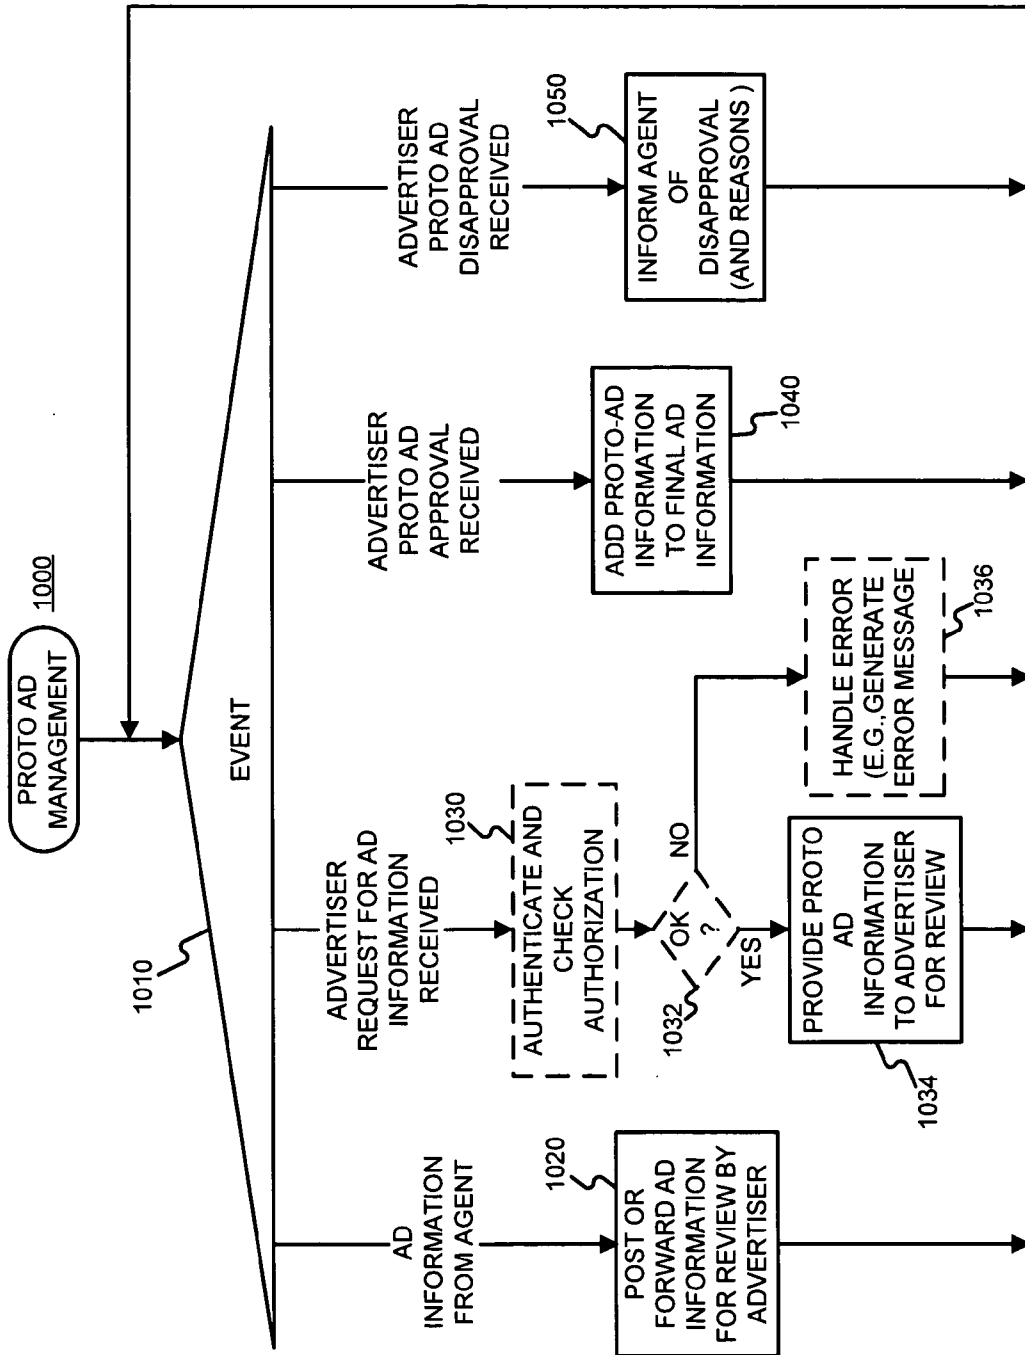 PROTO AD
MANAGEMENT
1000
1010
EVENT
AD
INFORMATION
FROM AGENT
1020
POST OR
FORWARD AD
INFORMATION
FOR REVIEW BY
ADVERTISER
ADVERTISER
REQUEST FOR AD
INFORMATION
RECEIVED
1030
AUTHENTICATE AND
CHECK
AUTHORIZATION
1032
OK
?
NO
YES
PROVIDE PROTO
AD
INFORMATION
TO ADVERTISER
FOR REVIEW
1034
HANDLE ERROR
(E.G.,GENERATE
ERROR MESSAGE
1036
ADVERTISER
PROTO AD
APPROVAL
RECEIVED
ADD PROTO-AD
INFORMATION
TO FINAL AD
INFORMATION
1040
ADVERTISER
PROTO AD
DISAPPROVAL
RECEIVED
1050
INFORM AGENT
OF
DISAPPROVAL
(AND REASONS )